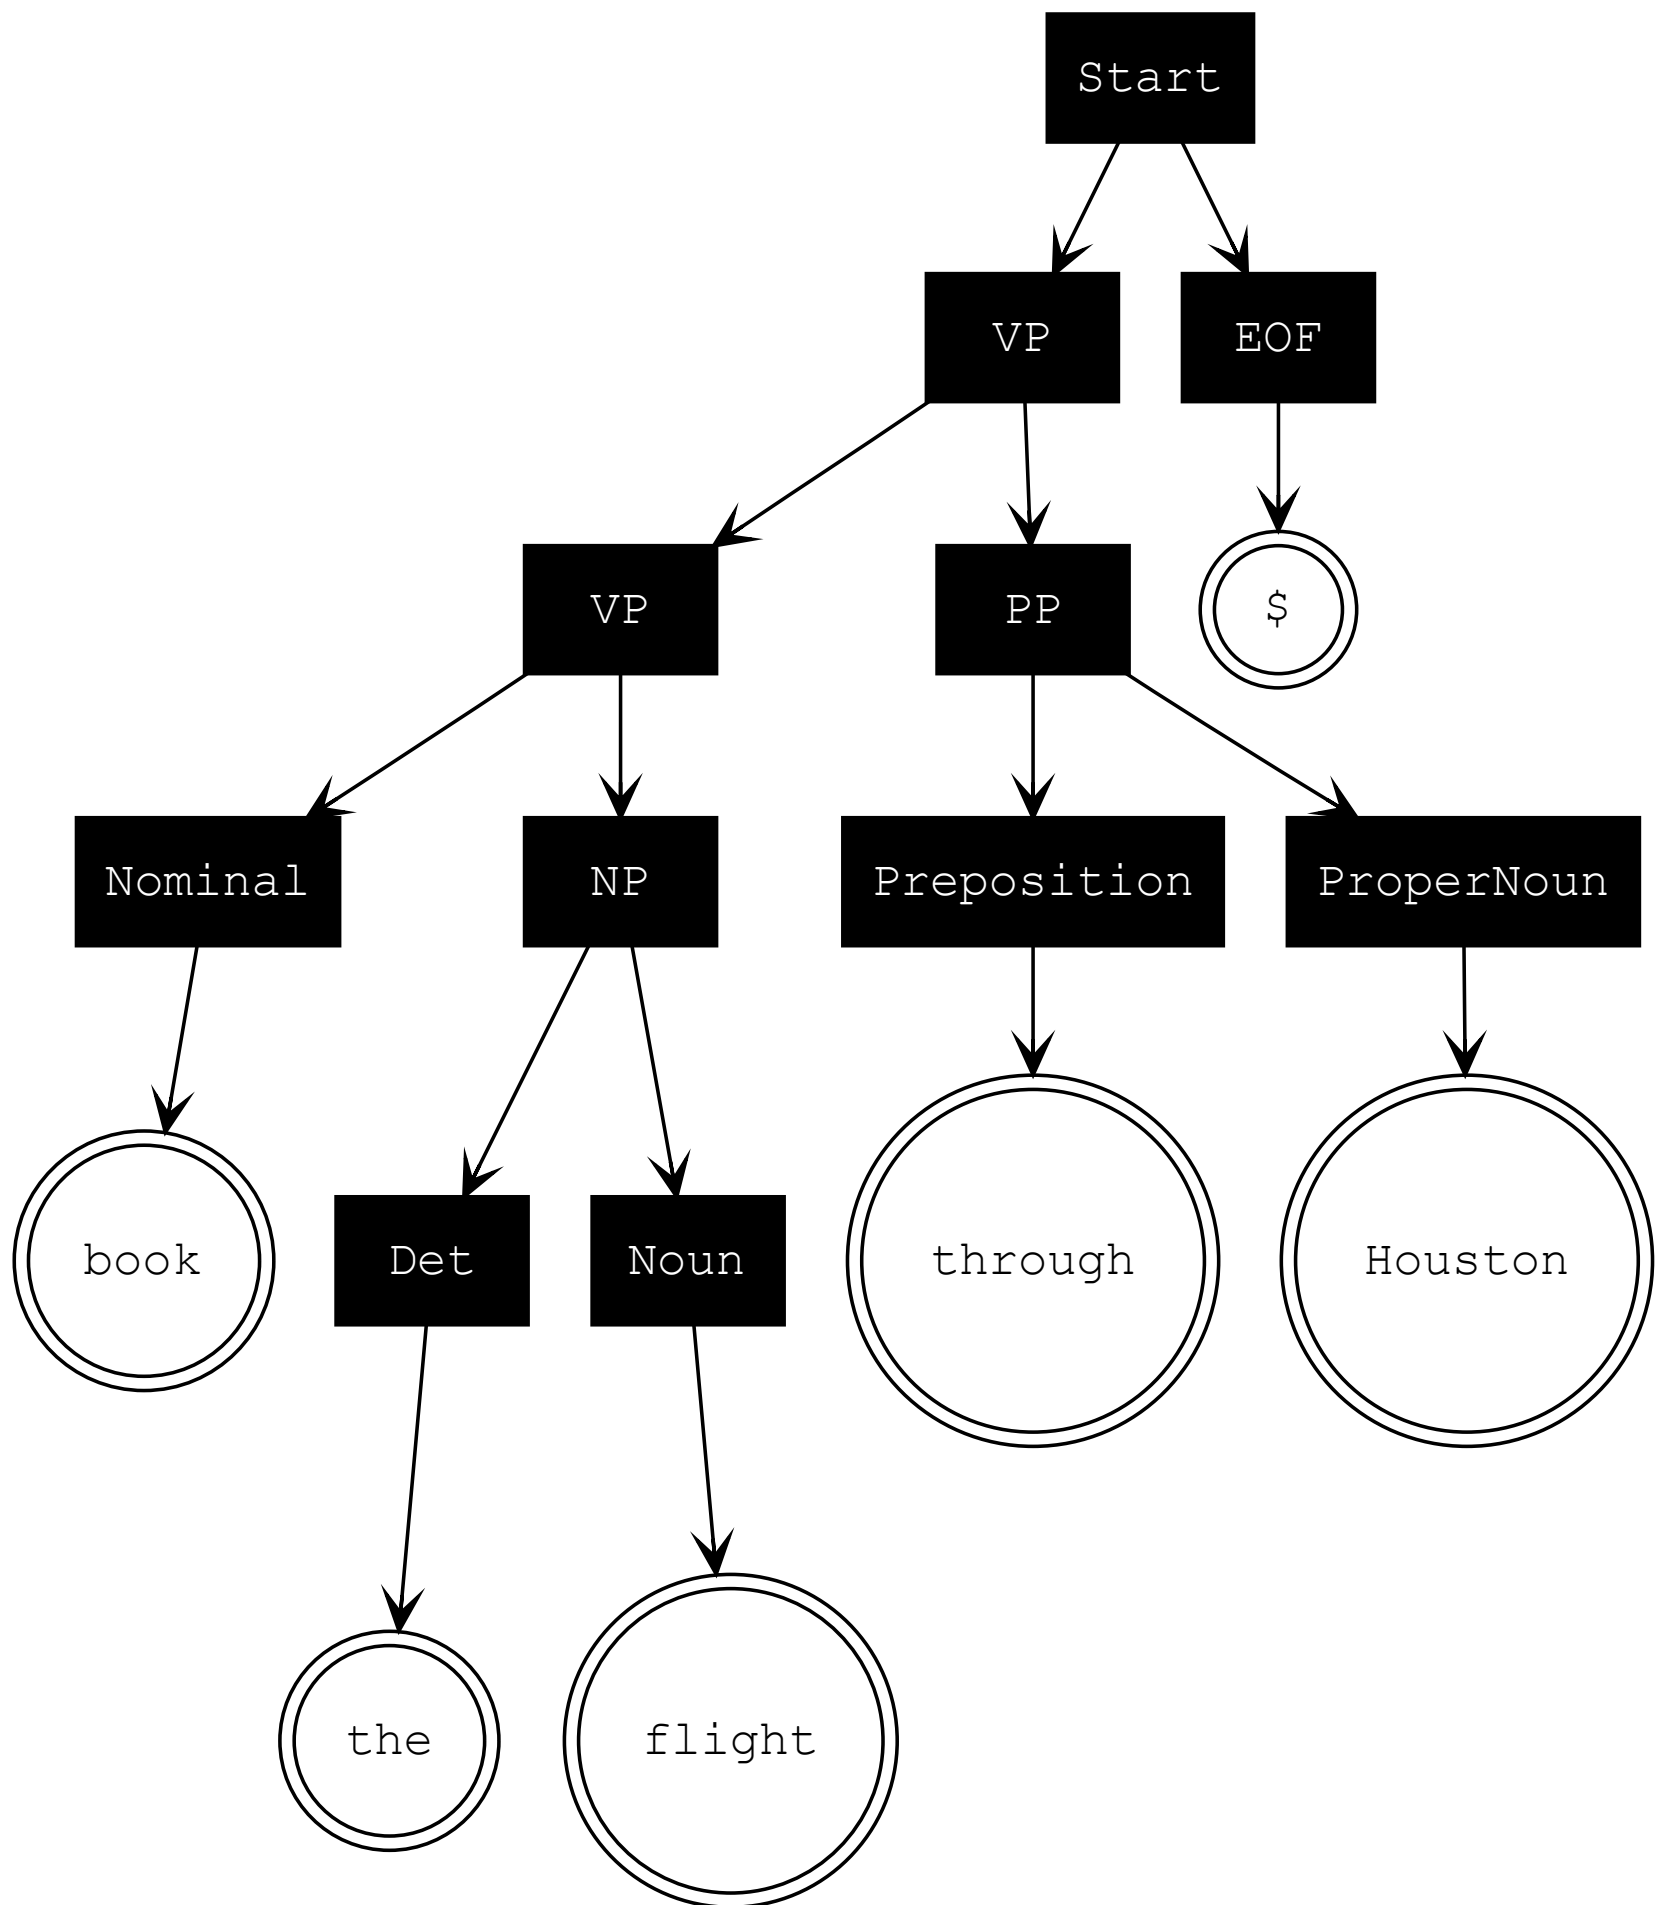 Start
VP EOF
VP PP $
Nominal NP Preposition ProperNoun
book Det Noun through Houston
the flight